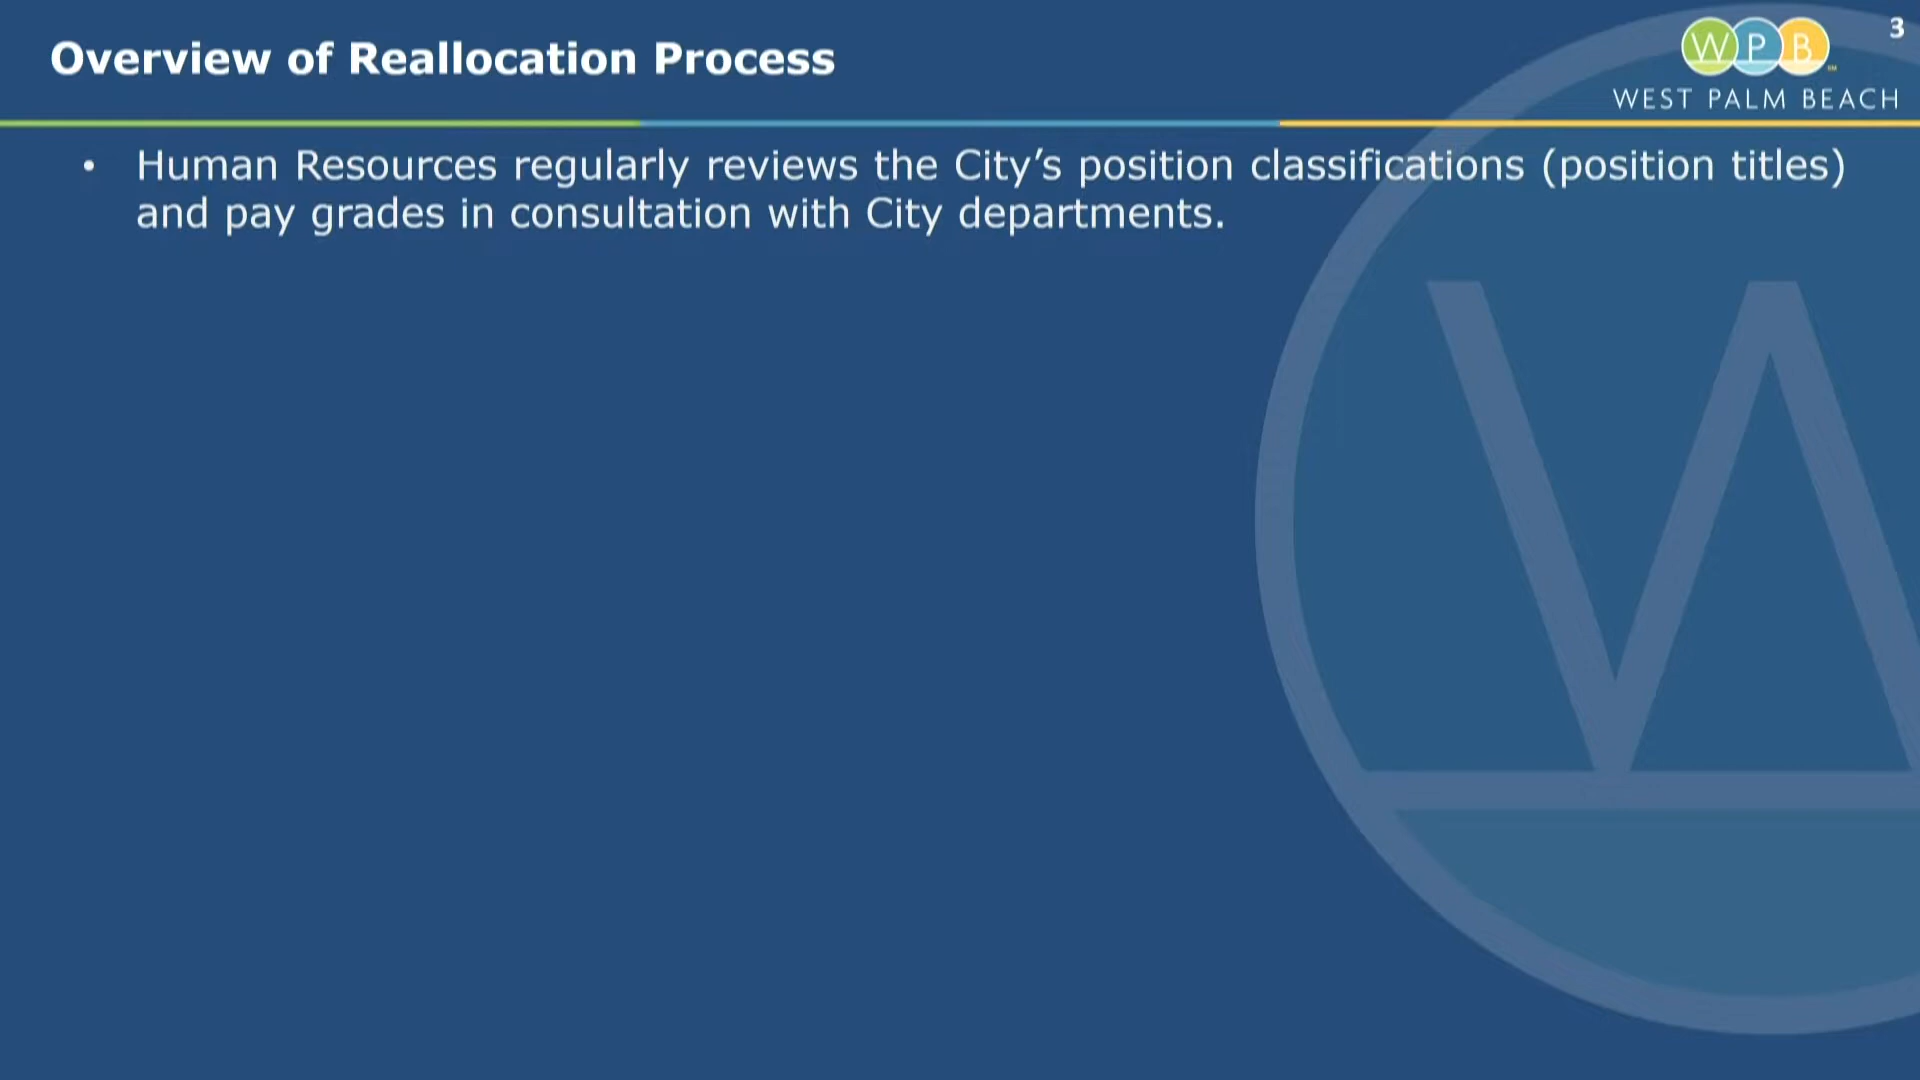 Overview of Reallocation Process
W P B
WEST PALM BEACH
3
• Human Resources regularly reviews the City’s position classifications (position titles)
and pay grades in consultation with City departments.
W